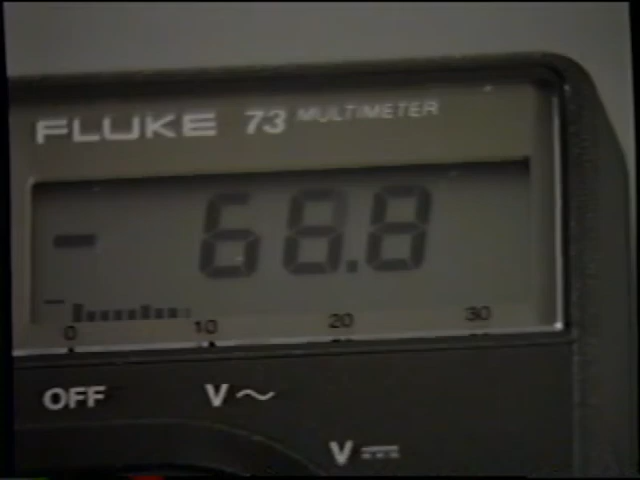 FLUKE 73 MULTIMETER
- 68.8
0 10 20 30
OFF V~
V⎓